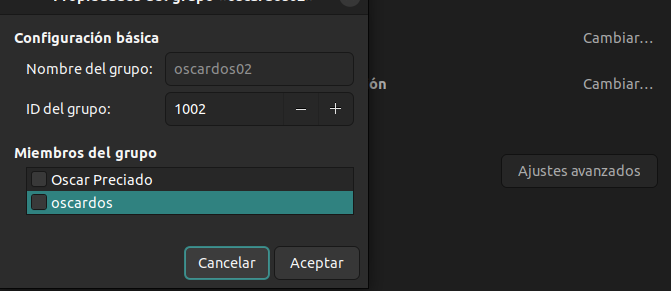 Configuración básica
Nombre del grupo: oscardos02
ID del grupo: 1002 − +
Miembros del grupo
Oscar Preciado
oscardos
Cancelar Aceptar
Cambiar...
ón Cambiar...
Ajustes avanzados